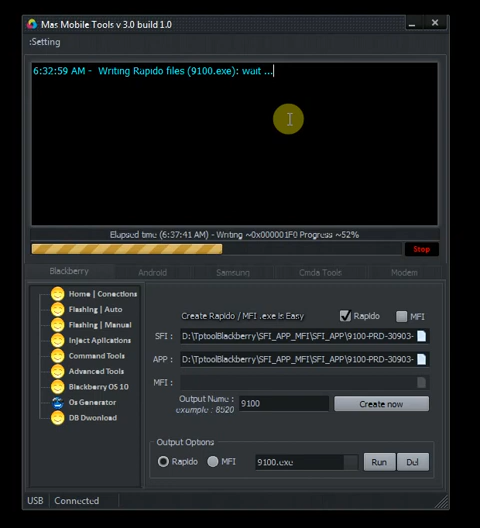 Mas Mobile Tools v 3.0 build 1.0
:Setting
6:32:59 AM - Writing Rapido files (9100.exe): wait ...
Elapsed time (6:37:41 AM) - Writing ~0x000001F0 Progress ~52%
Stop
Blackberry Android Samsung Cmda Tools Modem
Home | Conections
Flashing | Auto
Flashing | Manual
Inject Aplications
Command Tools
Advanced Tools
Blackberry OS 10
Os Generator
DB Dwonload
Create Rapido / MFI .exe is Easy Rapido MFI
SFI : D:\TptoolBlackberry\SFI_APP_MFI\SFI_APP\9100-PRD-30903-
APP : D:\TptoolBlackberry\SFI_APP_MFI\SFI_APP\9100-PRD-30903-
MFI :
Output Name : 9100 Create now
example : 8520
Output Options
Rapido MFI 9100.exe Run Del
USB Connected